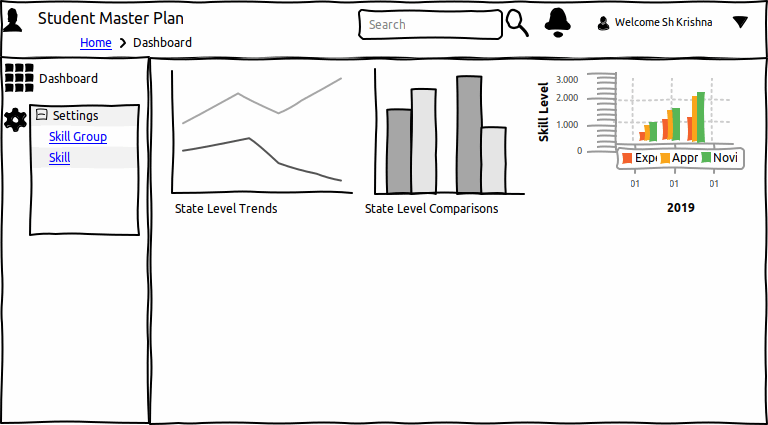 Student Master Plan
Search
Welcome Sh Krishna
Home Dashboard
Dashboard
Settings
Skill Group
Skill
State Level Trends
State Level Comparisons
Skill Level
3.000
2.000
1.000
0
Expe Appr Novi
01 01 01
2019